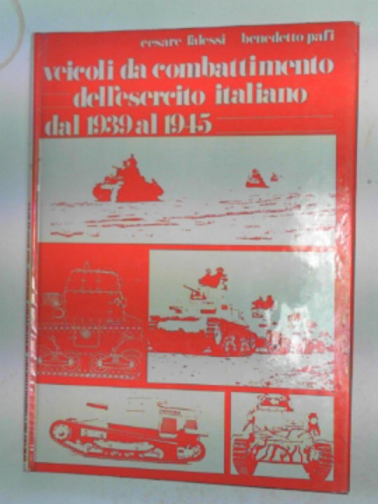 cesare falessi benedetto pafi
veicoli da combattimento
dell'esercito italiano
dal 1939 al 1945